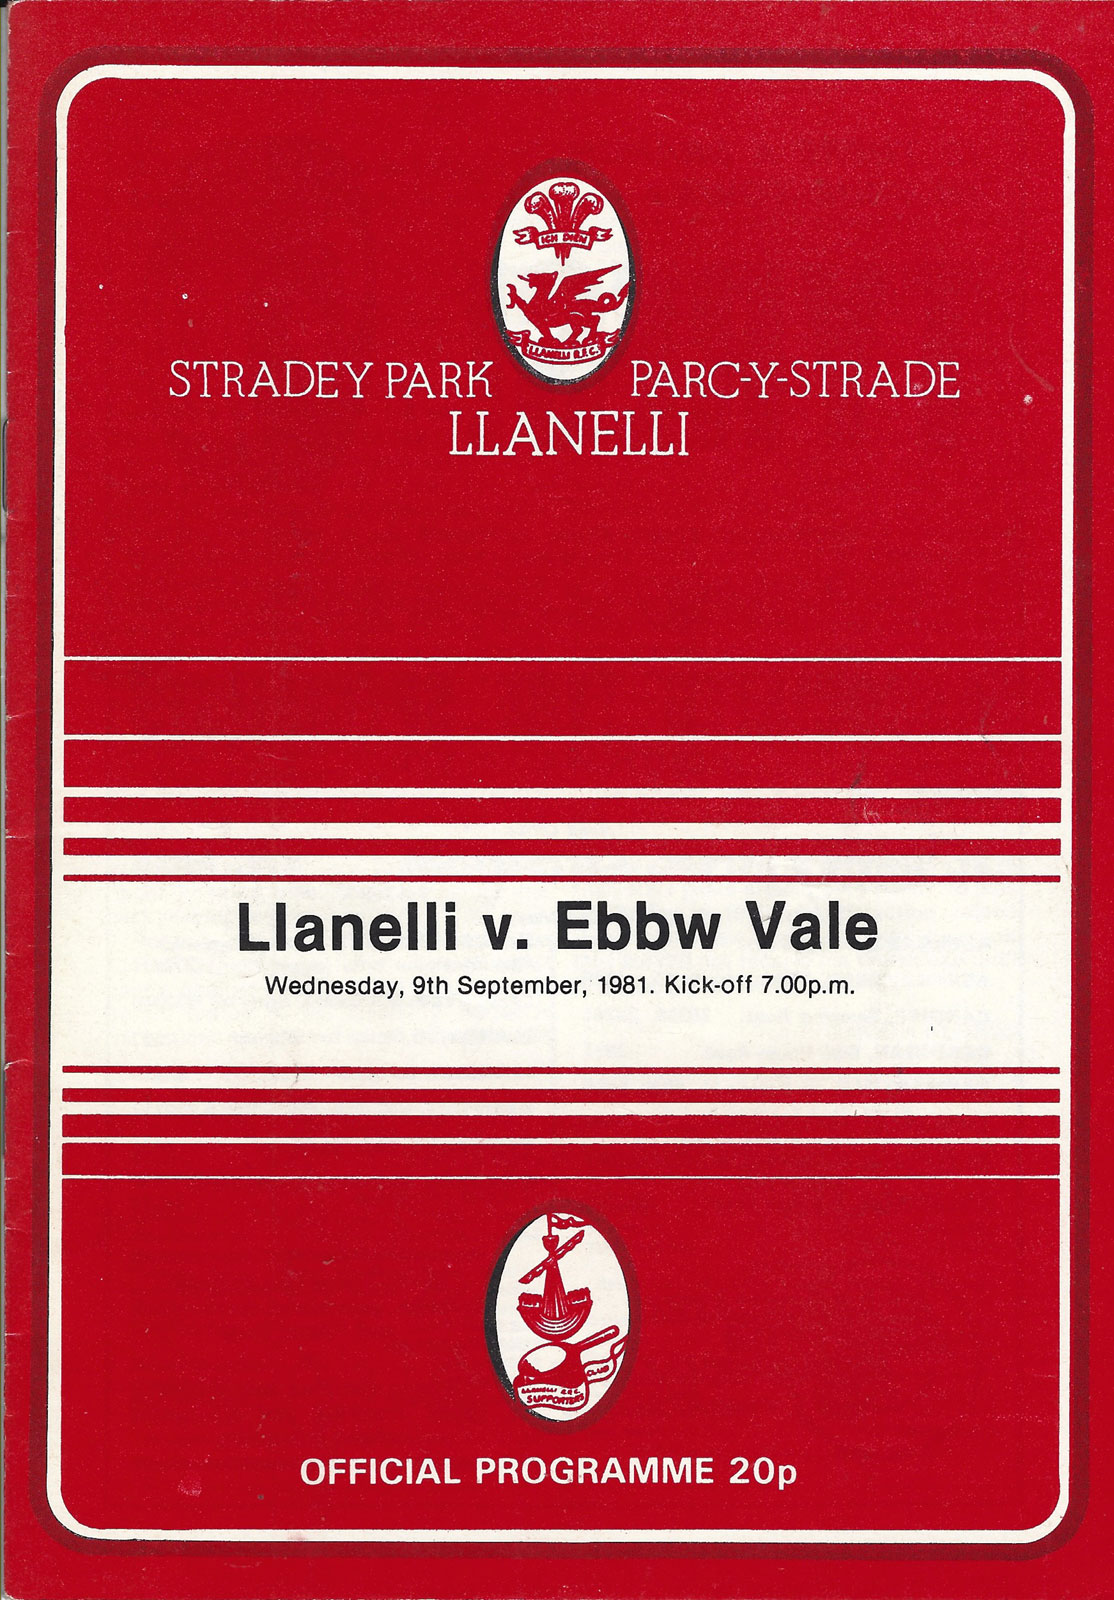 ICH DIEN
LLANELLI R.F.C.
STRADEY PARK PARC-Y-STRADE
LLANELLI
Llanelli v. Ebbw Vale
Wednesday, 9th September, 1981. Kick-off 7.00p.m.
LLANELLI R.F.C.
SUPPORTERS
CLUB
OFFICIAL PROGRAMME 20p